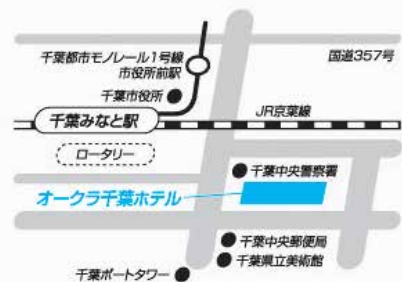 千葉都市モノレール1号線
市役所前駅
国道357号
千葉市役所
千葉みなと駅
JR京葉線
ロータリー
千葉中央警察署
オークラ千葉ホテル
千葉中央郵便局
千葉県立美術館
千葉ポートタワー